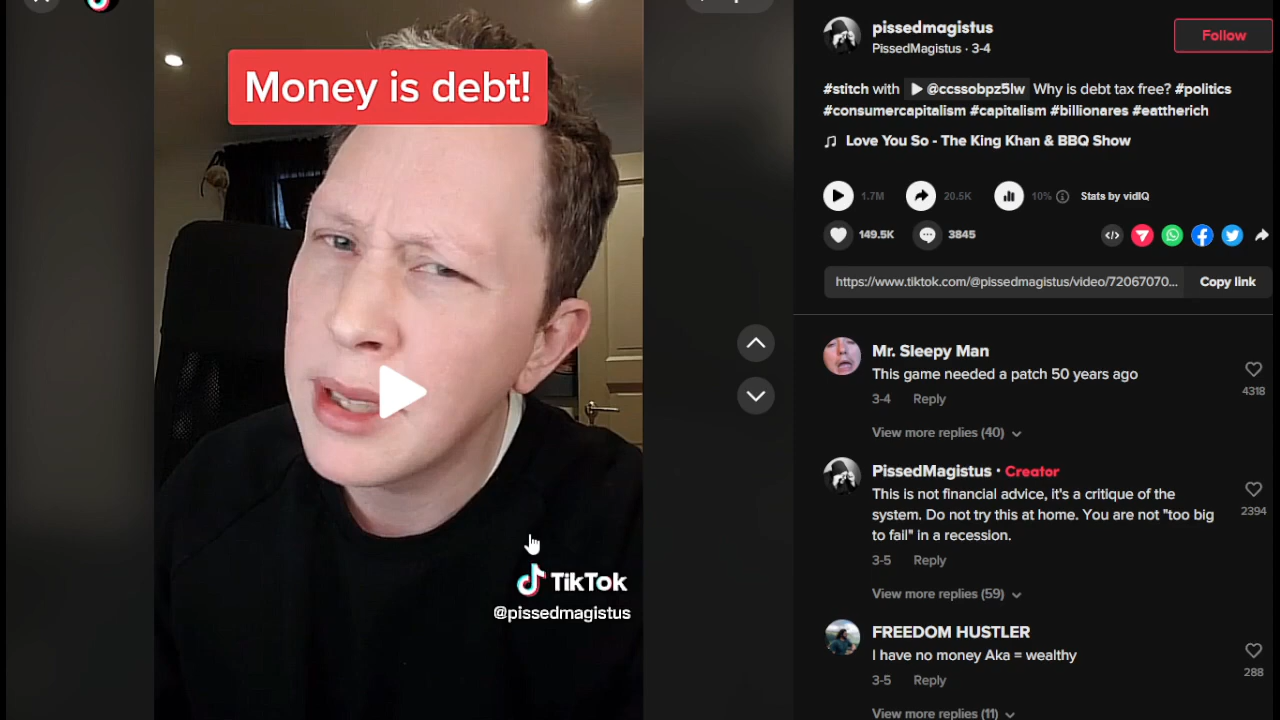 Money is debt!
TikTok
@pissedmagistus
pissedmagistus
PissedMagistus · 3-4
Follow
#stitch with ▶ @ccssobpz5lw Why is debt tax free? #politics
#consumercapitalism #capitalism #billionares #eattherich
♫ Love You So - The King Khan & BBQ Show
1.7M
20.5K
10%
Stats by vidIQ
149.5K
3845
https://www.tiktok.com/@pissedmagistus/video/72067070...
Copy link
Mr. Sleepy Man
This game needed a patch 50 years ago
3-4 Reply
4318
View more replies (40)
PissedMagistus · Creator
This is not financial advice, it's a critique of the
system. Do not try this at home. You are not "too big
to fail" in a recession.
2394
3-5 Reply
View more replies (59)
FREEDOM HUSTLER
I have no money Aka = wealthy
288
3-5 Reply
View more replies (11)